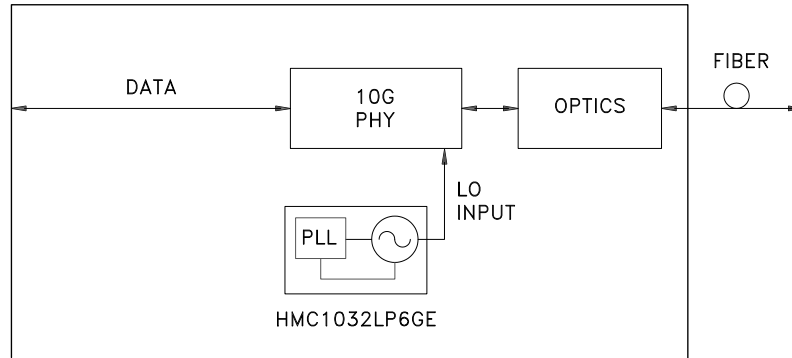 FIBER
DATA
10G
PHY
OPTICS
LO
INPUT
PLL
HMC1032LP6GE